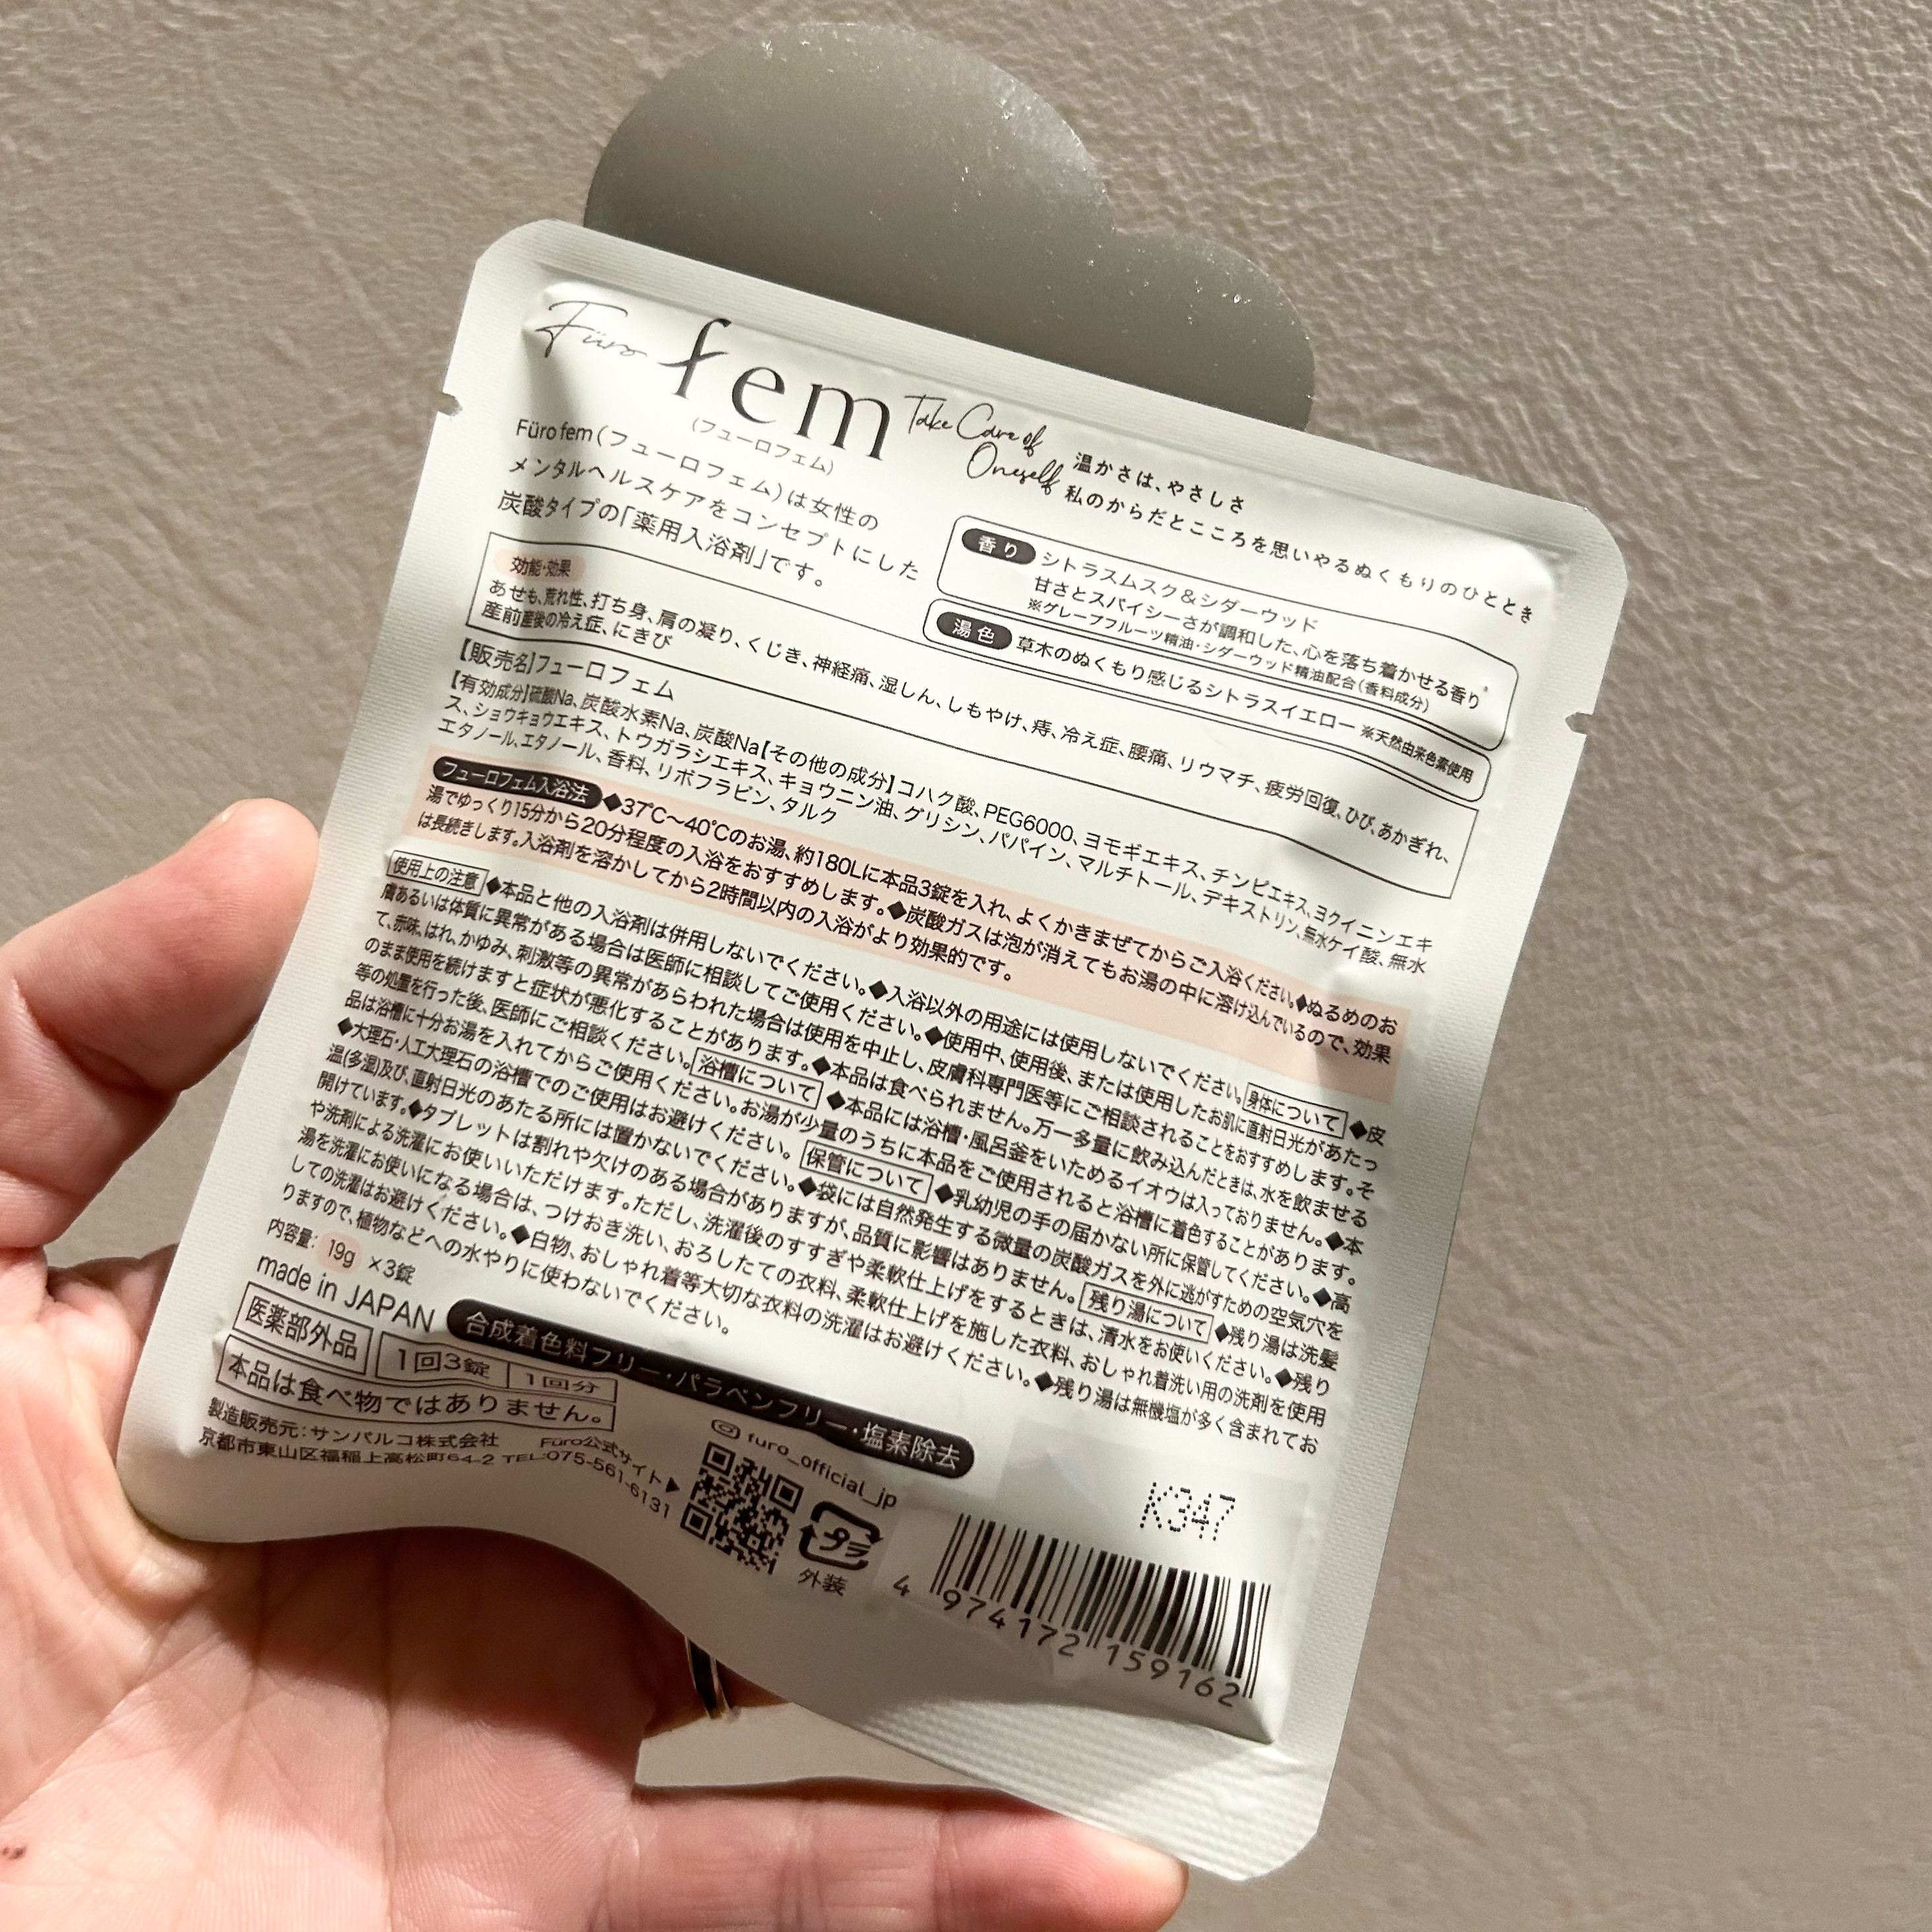 Füro fem
(フューロフェム)
Take Care of
Oneself
温かさは、やさしさ
私のからだとこころを思いやるぬくもりのひととき
Füro fem(フューロフェム)は女性の
メンタルヘルスケアをコンセプトにした
炭酸タイプの「薬用入浴剤」です。
香り シトラスムスク&シダーウッド
甘さとスパイシーさが調和した、心を落ち着かせる香り※
※グレープフルーツ精油・シダーウッド精油配合(香料成分)
湯色 草木のぬくもり感じるシトラスイエロー ※天然由来色素使用
効能・効果
あせも、荒れ性、打ち身、肩の凝り、くじき、神経痛、湿しん、しもやけ、痔、冷え症、腰痛、リウマチ、疲労回復、ひび、あかぎれ、
産前産後の冷え症、にきび
【販売名】フューロフェム
【有効成分】硫酸Na、炭酸水素Na、炭酸Na【その他の成分】コハク酸、PEG6000、ヨモギエキス、チンピエキス、ヨクイニンエキ
ス、ショウキョウエキス、トウガラシエキス、キョウニン油、グリシン、パパイン、マルチトール、デキストリン、無水ケイ酸、無水
エタノール、エタノール、香料、リボフラビン、タルク
フューロフェム入浴法 ◆37℃〜40℃のお湯、約180Lに本品3錠を入れ、よくかきまぜてからご入浴ください。◆ぬるめのお
湯でゆっくり15分から20分程度の入浴をおすすめします。◆炭酸ガスは泡が消えてもお湯の中に溶け込んでいるので、効果
は長続きします。入浴剤を溶かしてから2時間以内の入浴がより効果的です。
使用上の注意 ◆本品と他の入浴剤は併用しないでください。◆入浴以外の用途には使用しないでください。 身体について ◆皮
膚あるいは体質に異常がある場合は医師に相談してご使用ください。◆使用中、使用後、または使用したお肌に直射日光があたっ
て、赤味、はれ、かゆみ、刺激等の異常があらわれた場合は使用を中止し、皮膚科専門医等にご相談されることをおすすめします。そ
のまま使用を続けますと症状が悪化することがあります。◆本品は食べられません。万一多量に飲み込んだときは、水を飲ませる
等の処置を行った後、医師にご相談ください。 浴槽について ◆本品には浴槽・風呂釜をいためるイオウは入っておりません。◆本
品は浴槽に十分お湯を入れてからご使用ください。お湯が少量のうちに本品をご使用されると浴槽に着色することがあります。
◆大理石・人工大理石の浴槽でのご使用はお避けください。 保管について ◆乳幼児の手の届かない所に保管してください。◆高
温(多湿)及び、直射日光のあたる所には置かないでください。◆袋には自然発生する微量の炭酸ガスを外に逃がすための空気穴を
開けています。◆タブレットは割れや欠けのある場合がありますが、品質に影響はありません。 残り湯について ◆残り湯は洗髪
や洗剤による洗濯にお使いいただけます。ただし、洗濯後のすすぎや柔軟仕上げをするときは、清水をお使いください。◆残り
湯を洗濯にお使いになる場合は、つけおき洗い、おろしたての衣料、柔軟仕上げを施した衣料、おしゃれ着洗い用の洗剤を使用
しての洗濯はお避けください。◆白物、おしゃれ着等大切な衣料の洗濯はお避けください。◆残り湯は無機塩が多く含まれてお
りますので、植物などへの水やりに使わないでください。
内容量: 19g ×3錠
made in JAPAN
合成着色料フリー・パラベンフリー・塩素除去
医薬部外品 1回3錠 1回分
本品は食べ物ではありません。
製造販売元:サンパルコ株式会社
京都市東山区福稲上高松町64-2 TEL:075-561-6131
Füro公式サイト▶
furo_official_jp
プラ
外装
K347
4 974172 159162